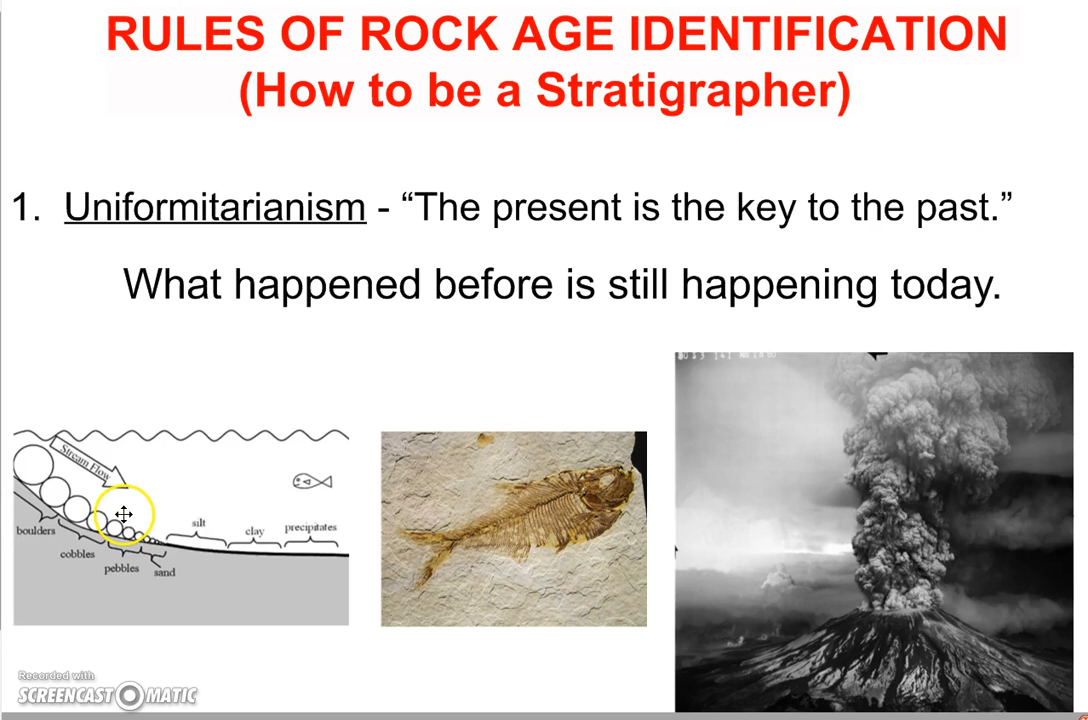 RULES OF ROCK AGE IDENTIFICATION
(How to be a Stratigrapher)
1. Uniformitarianism - “The present is the key to the past.”
What happened before is still happening today.
Stream Flow
boulders
cobbles
pebbles
sand
silt
clay
precipitates
Recorded with
SCREENCAST O MATIC